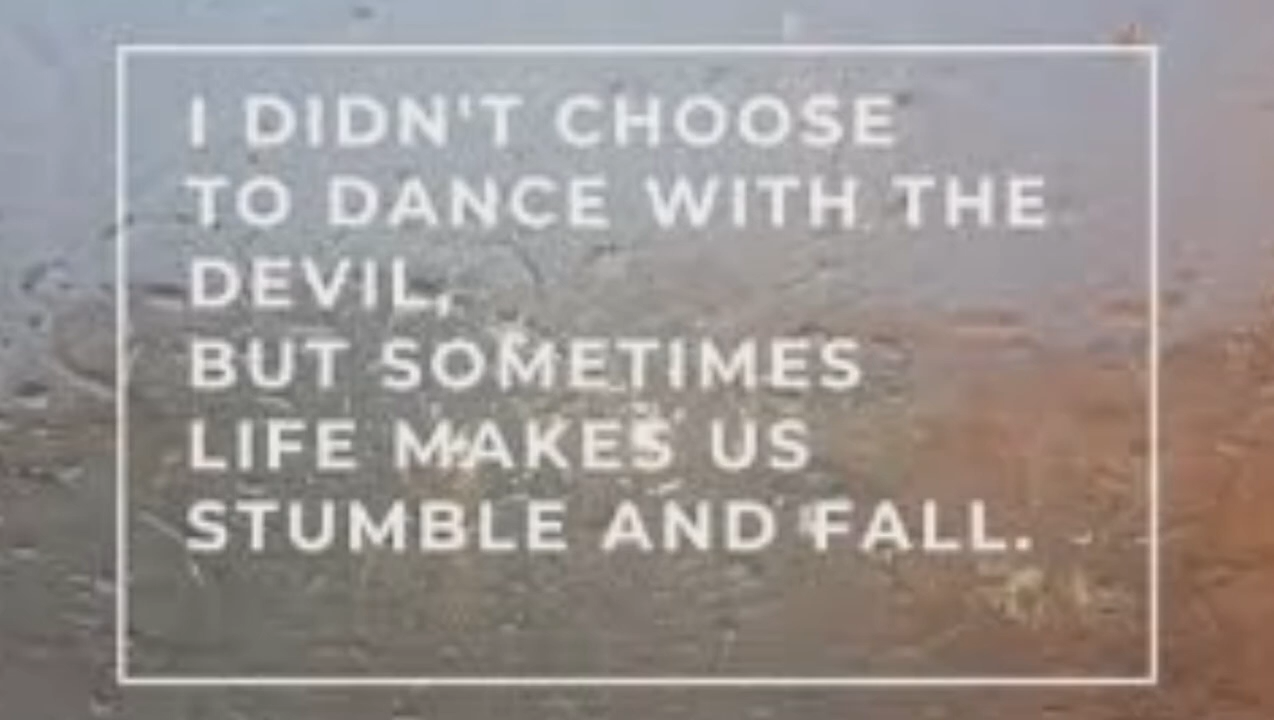 I DIDN'T CHOOSE
TO DANCE WITH THE
DEVIL,
BUT SOMETIMES
LIFE MAKES US
STUMBLE AND FALL.